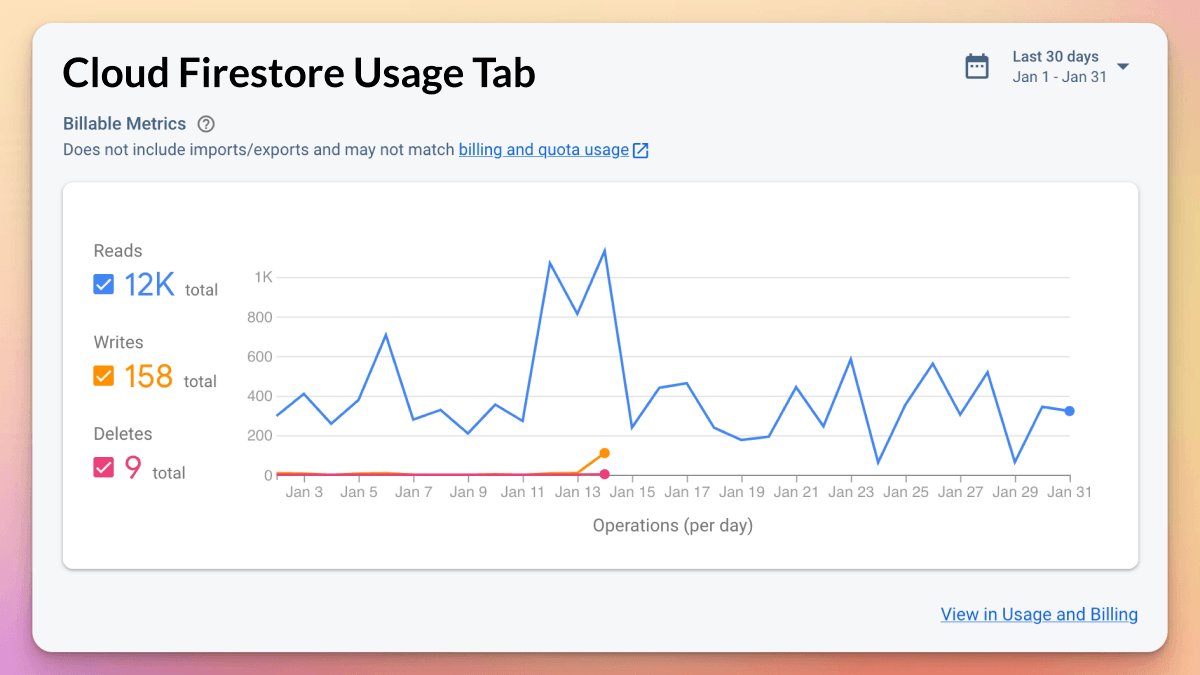 Cloud Firestore Usage Tab
Last 30 days
Jan 1 - Jan 31
Billable Metrics
Does not include imports/exports and may not match billing and quota usage
Reads
12K total
Writes
158 total
Deletes
9 total
1K
800
600
400
200
0
Jan 3 Jan 5 Jan 7 Jan 9 Jan 11 Jan 13 Jan 15 Jan 17 Jan 19 Jan 21 Jan 23 Jan 25 Jan 27 Jan 29 Jan 31
Operations (per day)
View in Usage and Billing